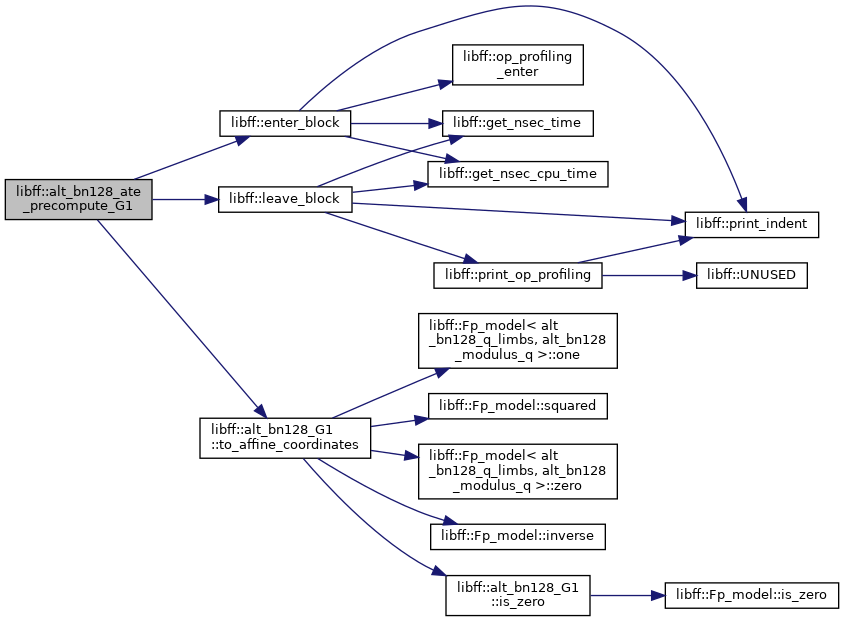 libff::op_profiling
_enter
libff::enter_block
libff::get_nsec_time
libff::get_nsec_cpu_time
libff::alt_bn128_ate
_precompute_G1
libff::leave_block
libff::print_indent
libff::print_op_profiling
libff::UNUSED
libff::Fp_model< alt
_bn128_q_limbs, alt_bn128
_modulus_q >::one
libff::Fp_model::squared
libff::alt_bn128_G1
::to_affine_coordinates
libff::Fp_model< alt
_bn128_q_limbs, alt_bn128
_modulus_q >::zero
libff::Fp_model::inverse
libff::alt_bn128_G1
::is_zero
libff::Fp_model::is_zero